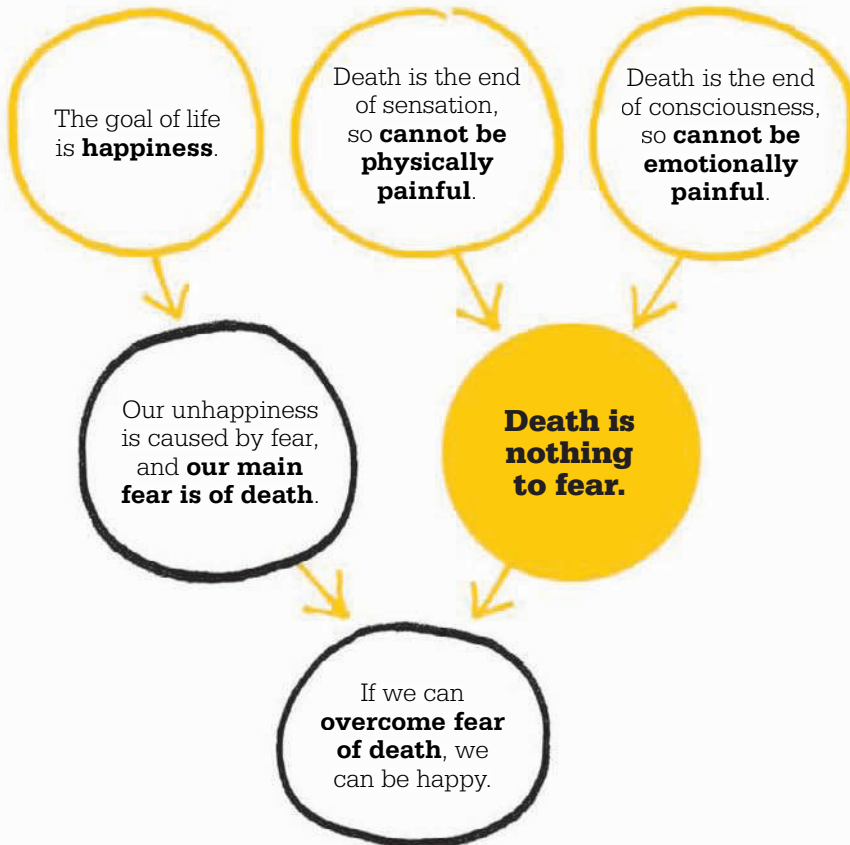 The goal of life
is happiness.
Death is the end
of sensation,
so cannot be
physically
painful.
Death is the end
of consciousness,
so cannot be
emotionally
painful.
Our unhappiness
is caused by fear,
and our main
fear is of death.
Death is
nothing
to fear.
If we can
overcome fear
of death, we
can be happy.